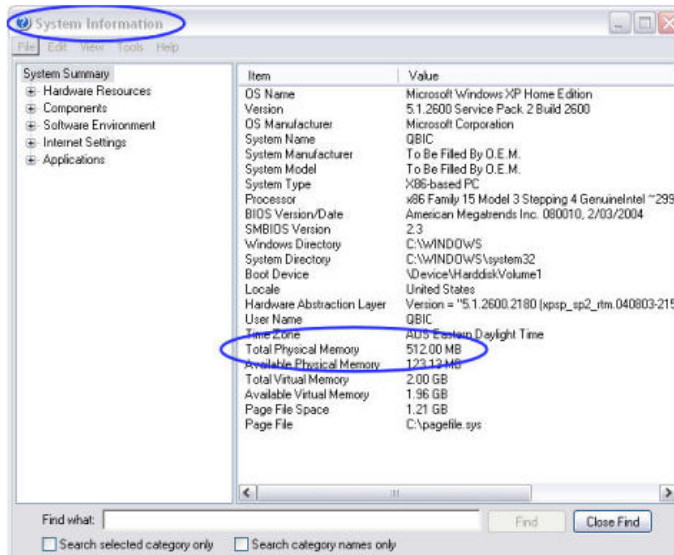 System Information
File Edit View Tools Help
System Summary
Hardware Resources
Components
Software Environment
Internet Settings
Applications
Item Value
OS Name Microsoft Windows XP Home Edition
Version 5.1.2600 Service Pack 2 Build 2600
OS Manufacturer Microsoft Corporation
System Name QBIC
System Manufacturer To Be Filled By O.E.M.
System Model To Be Filled By O.E.M.
System Type X86-based PC
Processor x86 Family 15 Model 3 Stepping 4 GenuineIntel ~299
BIOS Version/Date American Megatrends Inc. 080010, 2/03/2004
SMBIOS Version 2.3
Windows Directory C:\WINDOWS
System Directory C:\WINDOWS\system32
Boot Device \Device\HarddiskVolume1
Locale United States
Hardware Abstraction Layer Version = "5.1.2600.2180 (xpsp_sp2_rtm.040803-215
User Name QBIC
Time Zone AUS Eastern Daylight Time
Total Physical Memory 512.00 MB
Available Physical Memory 123.13 MB
Total Virtual Memory 2.00 GB
Available Virtual Memory 1.96 GB
Page File Space 1.21 GB
Page File C:\pagefile.sys
Find what: Find Close Find
Search selected category only Search category names only